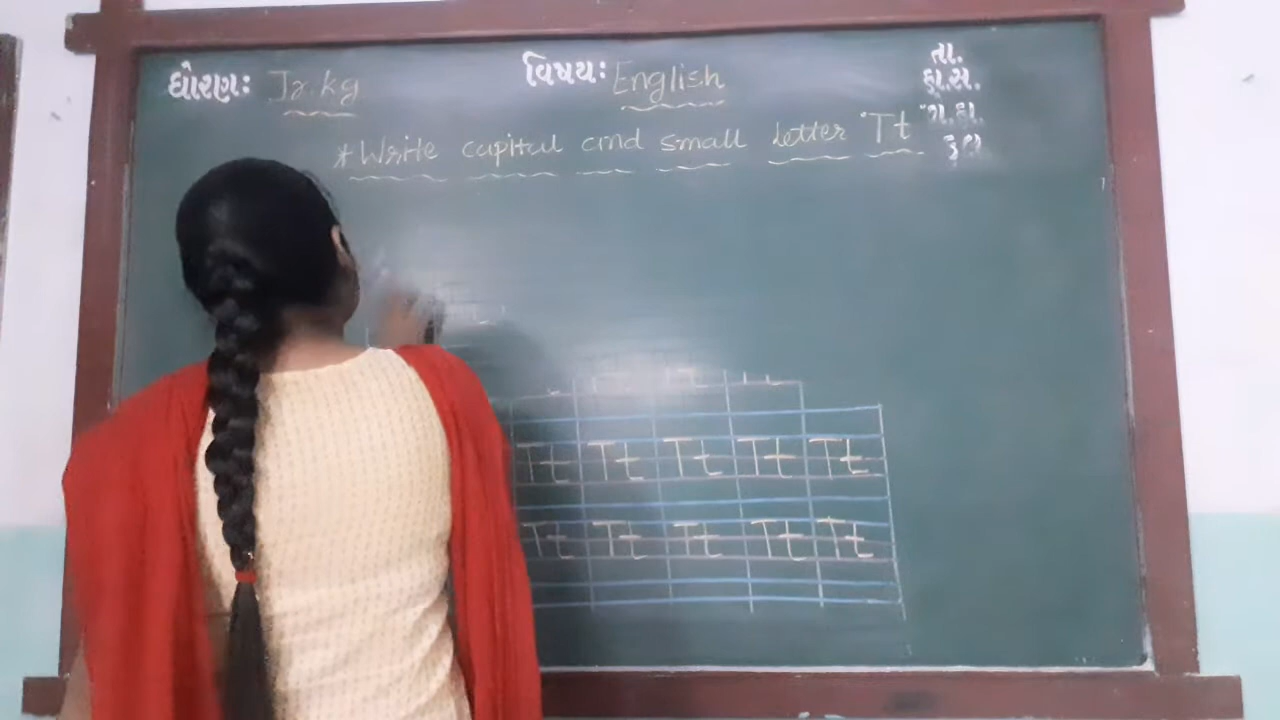 ધોરણ: Jr.kg વિષય: English તા.
હા.સ.
* Write capital and small letter "Tt" ગે.હા.
કુલ
Tt Tt Tt Tt Tt
Tt Tt Tt Tt Tt